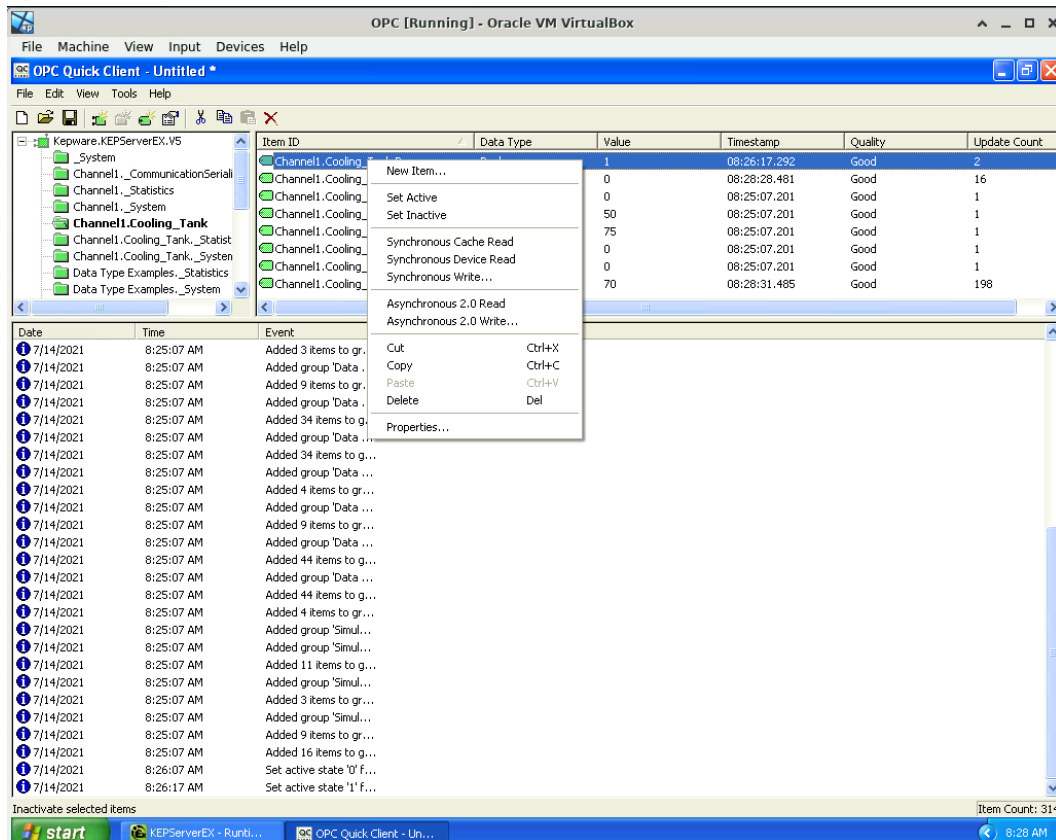 OPC [Running] - Oracle VM VirtualBox
File Machine View Input Devices Help
OPC Quick Client - Untitled *
File Edit View Tools Help
Kepware.KEPServerEX.V5
_System
Channel1._CommunicationSeriali
Channel1._Statistics
Channel1._System
Channel1.Cooling_Tank
Channel1.Cooling_Tank._Statist
Channel1.Cooling_Tank._System
Data Type Examples._Statistics
Data Type Examples._System
Item ID Data Type Value Timestamp Quality Update Count
Channel1.Cooling_ 1 08:26:17.292 Good 2
Channel1.Cooling_ 0 08:28:28.481 Good 16
Channel1.Cooling_ 0 08:25:07.201 Good 1
Channel1.Cooling_ 50 08:25:07.201 Good 1
Channel1.Cooling_ 75 08:25:07.201 Good 1
Channel1.Cooling_ 0 08:25:07.201 Good 1
Channel1.Cooling_ 0 08:25:07.201 Good 1
Channel1.Cooling_ 70 08:28:31.485 Good 198
New Item...
Set Active
Set Inactive
Synchronous Cache Read
Synchronous Device Read
Synchronous Write...
Asynchronous 2.0 Read
Asynchronous 2.0 Write...
Cut Ctrl+X
Copy Ctrl+C
Paste Ctrl+V
Delete Del
Properties...
Date Time Event
7/14/2021 8:25:07 AM Added 3 items to gr.
7/14/2021 8:25:07 AM Added group 'Data .
7/14/2021 8:25:07 AM Added 9 items to gr.
7/14/2021 8:25:07 AM Added group 'Data .
7/14/2021 8:25:07 AM Added 34 items to g.
7/14/2021 8:25:07 AM Added group 'Data ...
7/14/2021 8:25:07 AM Added 34 items to g...
7/14/2021 8:25:07 AM Added group 'Data ...
7/14/2021 8:25:07 AM Added 4 items to gr...
7/14/2021 8:25:07 AM Added group 'Data ...
7/14/2021 8:25:07 AM Added 9 items to gr...
7/14/2021 8:25:07 AM Added group 'Data ...
7/14/2021 8:25:07 AM Added 44 items to g...
7/14/2021 8:25:07 AM Added group 'Data ...
7/14/2021 8:25:07 AM Added 44 items to g...
7/14/2021 8:25:07 AM Added 4 items to gr...
7/14/2021 8:25:07 AM Added group 'Simul...
7/14/2021 8:25:07 AM Added group 'Simul...
7/14/2021 8:25:07 AM Added 11 items to g...
7/14/2021 8:25:07 AM Added group 'Simul...
7/14/2021 8:25:07 AM Added 3 items to gr...
7/14/2021 8:25:07 AM Added group 'Simul...
7/14/2021 8:25:07 AM Added 9 items to gr...
7/14/2021 8:25:07 AM Added 16 items to g...
7/14/2021 8:26:07 AM Set active state '0' f...
7/14/2021 8:26:17 AM Set active state '1' f...
Inactivate selected items Item Count: 314
start KEPServerEX - Runti... OPC Quick Client - Un... 8:28 AM